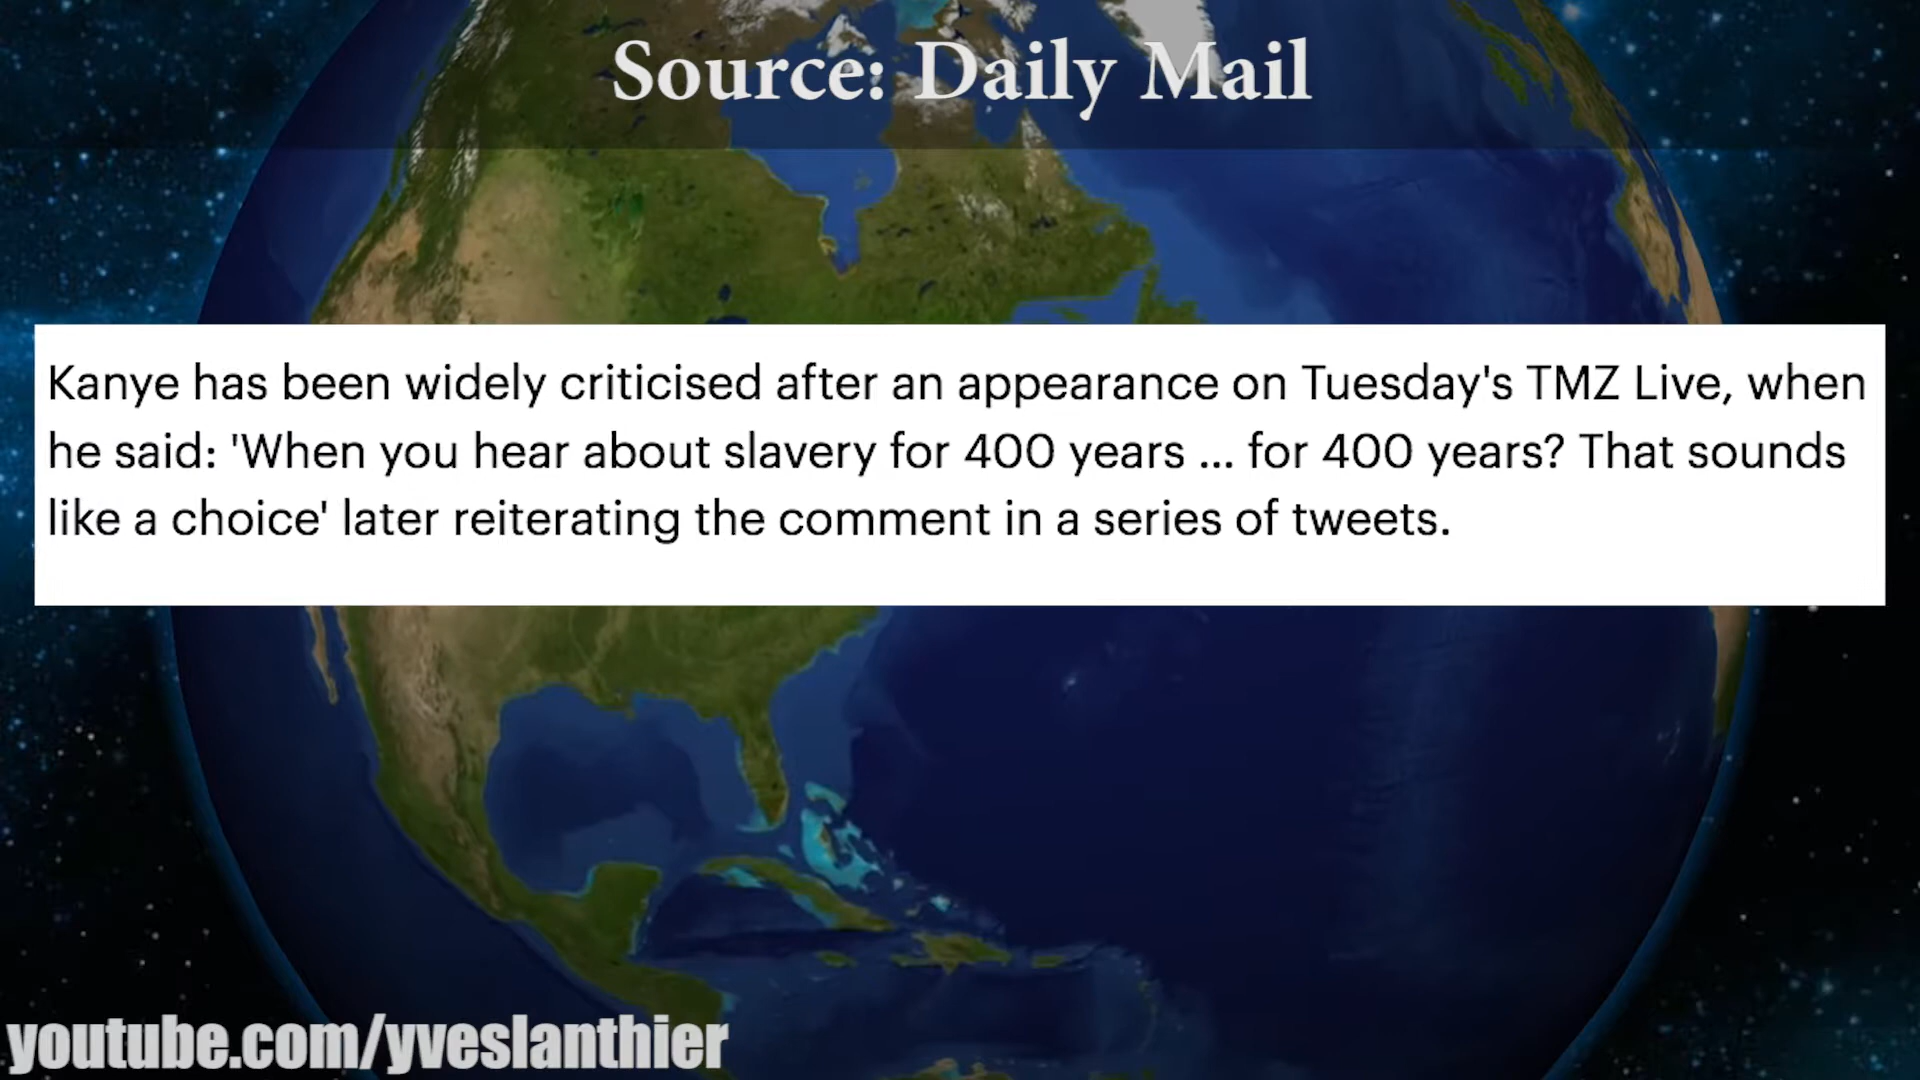 Source: Daily Mail
Kanye has been widely criticised after an appearance on Tuesday's TMZ Live, when
he said: 'When you hear about slavery for 400 years ... for 400 years? That sounds
like a choice' later reiterating the comment in a series of tweets.
youtube.com/yveslanthier